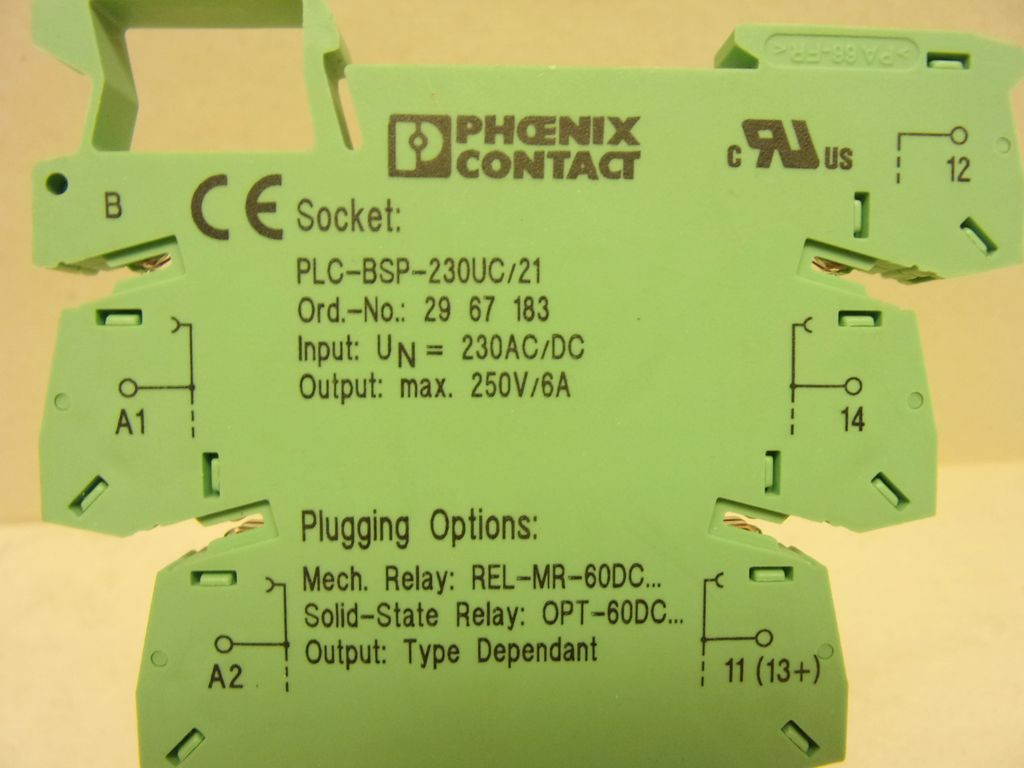 >PA 66-FR<
PHŒNIX
CONTACT
c RU US
12
B
CE
Socket:
PLC-BSP-230UC/21
Ord.-No.: 29 67 183
Input: UN = 230AC/DC
Output: max. 250V/6A
A1
14
Plugging Options:
Mech. Relay: REL-MR-60DC...
Solid-State Relay: OPT-60DC...
Output: Type Dependant
A2
11 (13+)